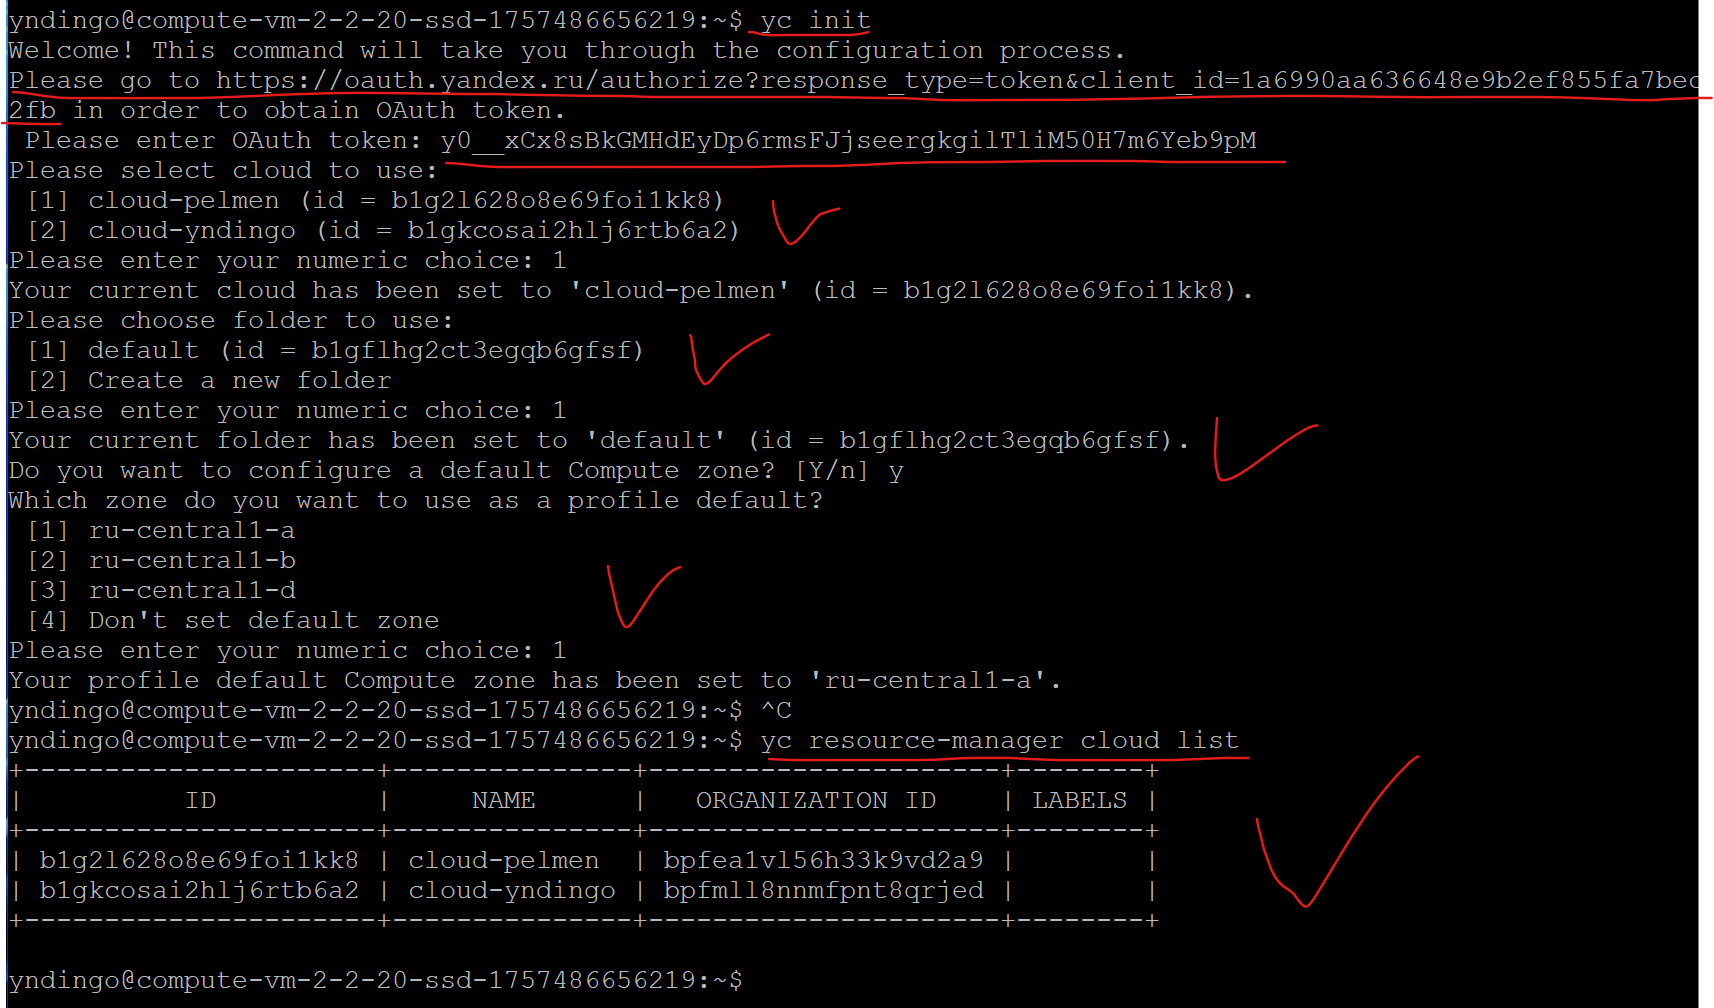 yndingo@compute-vm-2-2-20-ssd-1757486656219:~$ yc init
Welcome! This command will take you through the configuration process.
Please go to https://oauth.yandex.ru/authorize?response_type=token&client_id=1a6990aa636648e9b2ef855fa7bec
2fb in order to obtain OAuth token.
 Please enter OAuth token: y0__xCx8sBkGMHdEyDp6rmsFJjseergkgilTliM50H7m6Yeb9pM
Please select cloud to use:
 [1] cloud-pelmen (id = b1g2l628o8e69foi1kk8)
 [2] cloud-yndingo (id = b1gkcosai2hlj6rtb6a2)
Please enter your numeric choice: 1
Your current cloud has been set to 'cloud-pelmen' (id = b1g2l628o8e69foi1kk8).
Please choose folder to use:
 [1] default (id = b1gflhg2ct3egqb6gfsf)
 [2] Create a new folder
Please enter your numeric choice: 1
Your current folder has been set to 'default' (id = b1gflhg2ct3egqb6gfsf).
Do you want to configure a default Compute zone? [Y/n] y
Which zone do you want to use as a profile default?
 [1] ru-central1-a
 [2] ru-central1-b
 [3] ru-central1-d
 [4] Don't set default zone
Please enter your numeric choice: 1
Your profile default Compute zone has been set to 'ru-central1-a'.
yndingo@compute-vm-2-2-20-ssd-1757486656219:~$ ^C
yndingo@compute-vm-2-2-20-ssd-1757486656219:~$ yc resource-manager cloud list
+----------------------+---------------+----------------------+--------+
|          ID          |     NAME      |   ORGANIZATION ID    | LABELS |
+----------------------+---------------+----------------------+--------+
| b1g2l628o8e69foi1kk8 | cloud-pelmen  | bpfea1vl56h33k9vd2a9 |        |
| b1gkcosai2hlj6rtb6a2 | cloud-yndingo | bpfmll8nnmfpnt8qrjed |        |
+----------------------+---------------+----------------------+--------+
yndingo@compute-vm-2-2-20-ssd-1757486656219:~$